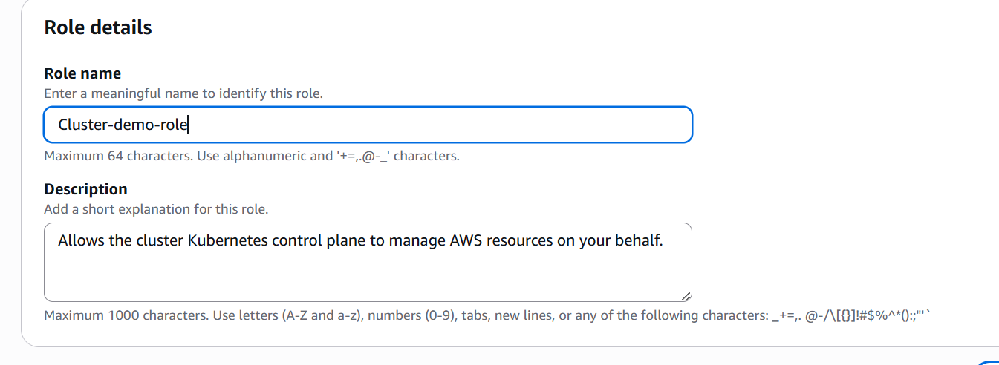 Role details
Role name
Enter a meaningful name to identify this role.
Cluster-demo-role
Maximum 64 characters. Use alphanumeric and '+=,.@-_' characters.
Description
Add a short explanation for this role.
Allows the cluster Kubernetes control plane to manage AWS resources on your behalf.
Maximum 1000 characters. Use letters (A-Z and a-z), numbers (0-9), tabs, new lines, or any of the following characters: _+=,. @-/\[{}]!#$%^*();:"'`